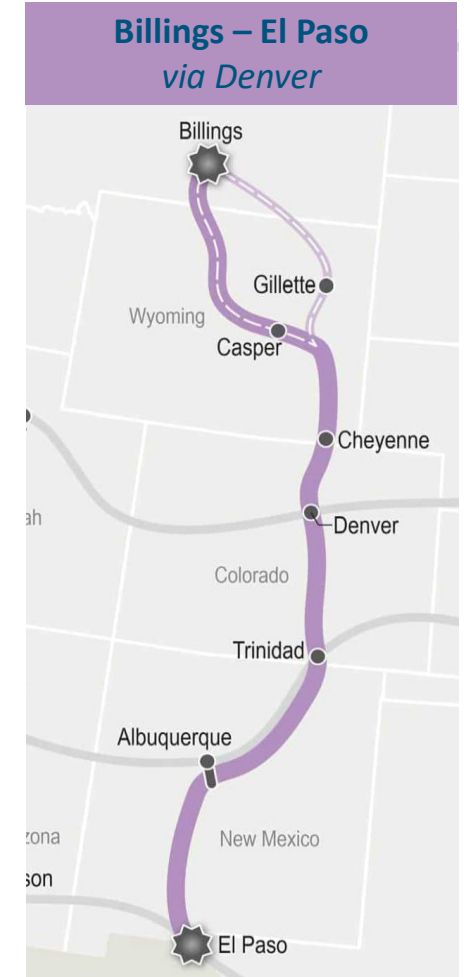 Billings – El Paso
via Denver
Billings
Gillette
Wyoming
Casper
Cheyenne
ah
Denver
Colorado
Trinidad
Albuquerque
zona
New Mexico
son
El Paso